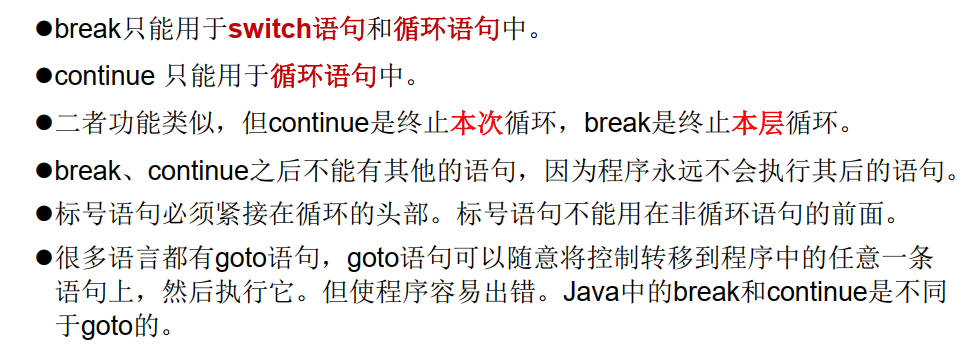 ●break只能用于switch语句和循环语句中。
●continue 只能用于循环语句中。
●二者功能类似，但continue是终止本次循环，break是终止本层循环。
●break、continue之后不能有其他的语句，因为程序永远不会执行其后的语句。
●标号语句必须紧接在循环的头部。标号语句不能用在非循环语句的前面。
●很多语言都有goto语句，goto语句可以随意将控制转移到程序中的任意一条
语句上，然后执行它。但使程序容易出错。Java中的break和continue是不同
于goto的。